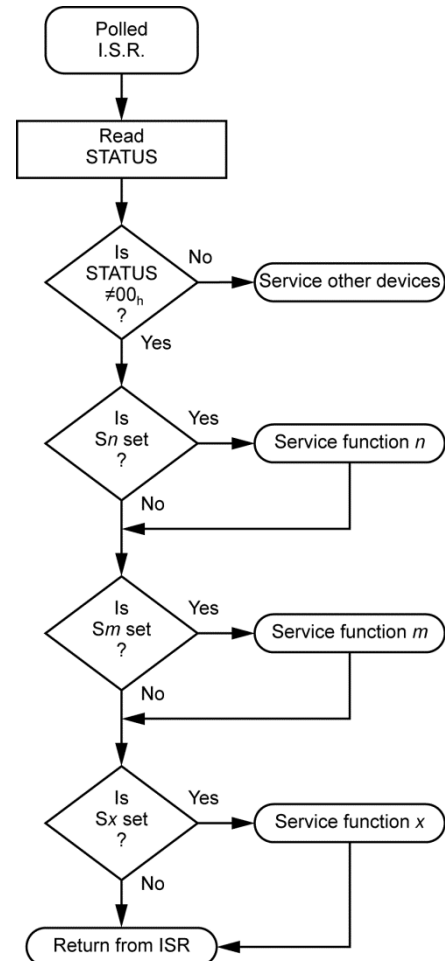 Polled
I.S.R.
Read
STATUS
Is
STATUS
≠00h
?
No
Service other devices
Yes
Is
Sn set
?
Yes
Service function n
No
Is
Sm set
?
Yes
Service function m
No
Is
Sx set
?
Yes
Service function x
No
Return from ISR